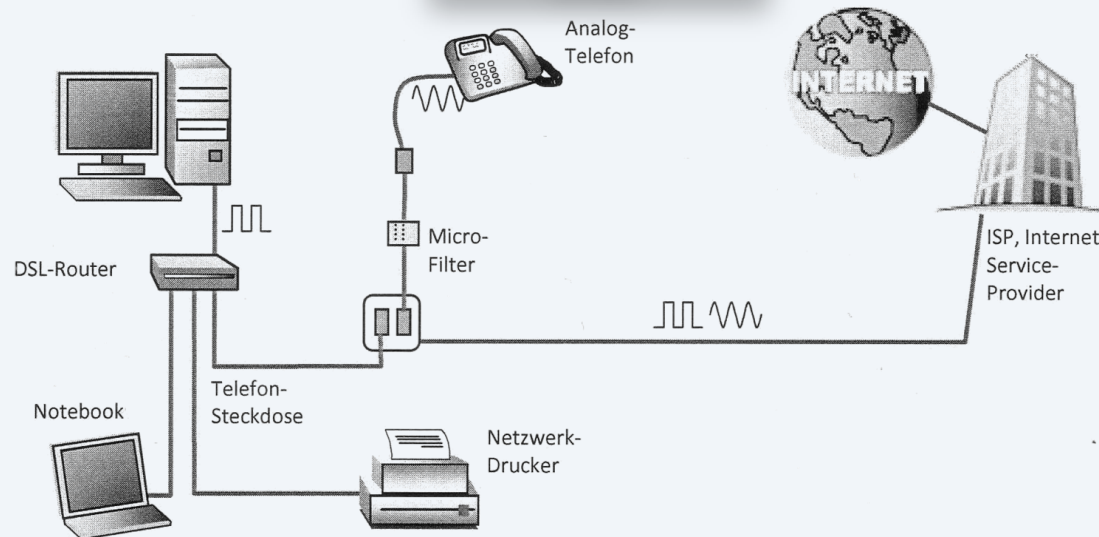 Analog-
Telefon
INTERNET
DSL-Router
Micro-
Filter
ISP, Internet
Service-
Provider
Telefon-
Steckdose
Notebook
Netzwerk-
Drucker